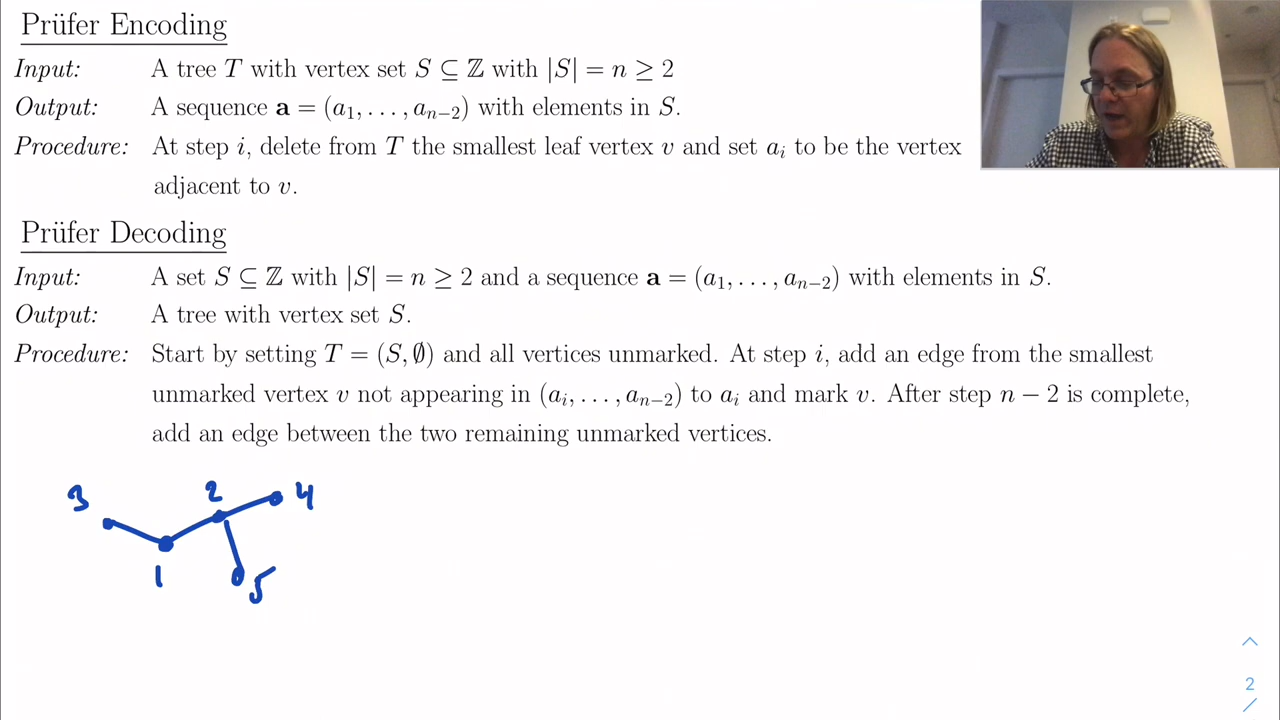 Prüfer Encoding
Input: A tree T with vertex set S ⊆ ℤ with |S| = n ≥ 2
Output: A sequence a = (a₁, . . . , aₙ₋₂) with elements in S.
Procedure: At step i, delete from T the smallest leaf vertex v and set aᵢ to be the vertex
adjacent to v.
Prüfer Decoding
Input: A set S ⊆ ℤ with |S| = n ≥ 2 and a sequence a = (a₁, . . . , aₙ₋₂) with elements in S.
Output: A tree with vertex set S.
Procedure: Start by setting T = (S, ∅) and all vertices unmarked. At step i, add an edge from the smallest
unmarked vertex v not appearing in (aᵢ, . . . , aₙ₋₂) to aᵢ and mark v. After step n − 2 is complete,
add an edge between the two remaining unmarked vertices.
3 2 4
1 5
2